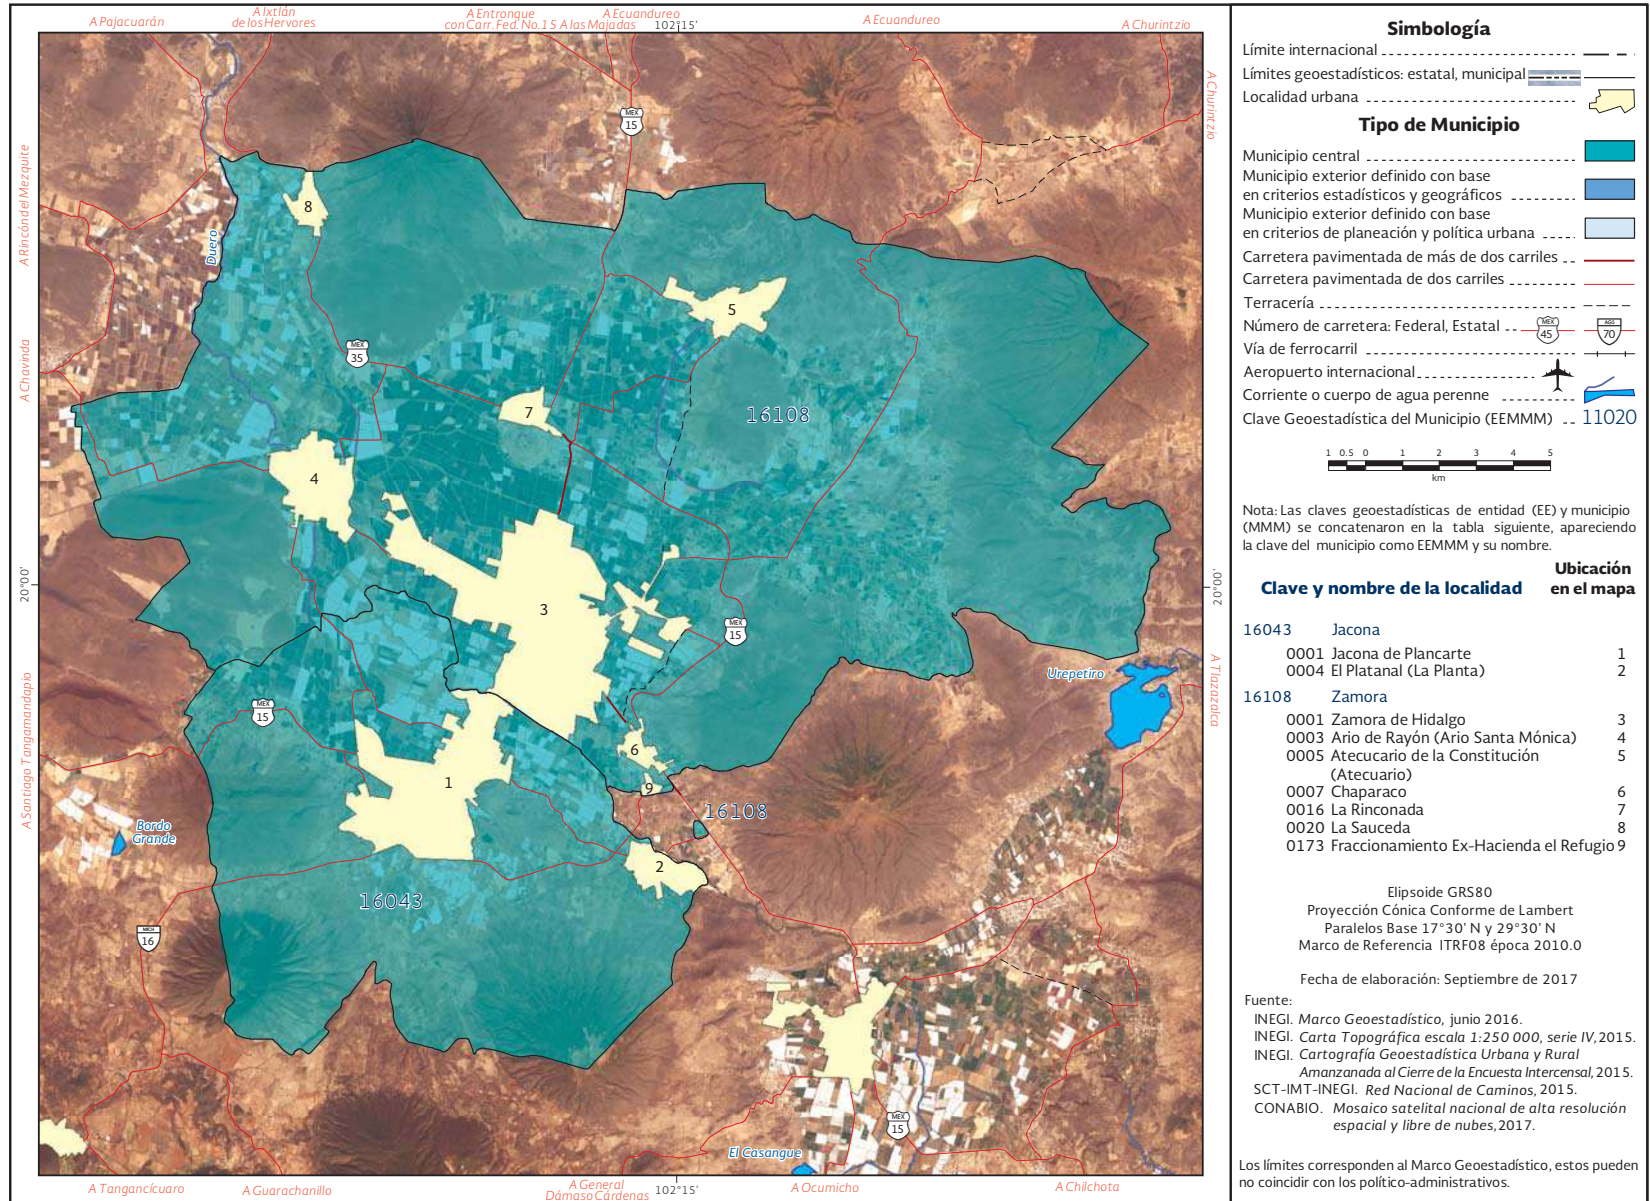 A Pajacuarán
A Ixtlán
de los Hervores
A Entronque
con Carr. Fed. No.15
A las Majadas
A Ecuandureo
102°15'
A Ecuandureo
A Churintzio
A Churintzio
A Rincón del Mezquite
A Chavinda
20°00'
A Santiago Tangamandapio
20°00'
A Tlazazalca
MEX
15
8
Duero
5
MEX
35
7
16108
4
3
MEX
15
Urepetiro
MEX
15
6
1
9
16108
Bordo
Grande
2
16043
MICH
16
MEX
15
El Casangue
A Tangancícuaro
A Guarachanillo
A General
Dámaso Cárdenas
102°15'
A Ocumicho
A Chilchota
Simbología
Límite internacional
Límites geoestadísticos: estatal, municipal
Localidad urbana
Tipo de Municipio
Municipio central
Municipio exterior definido con base
en criterios estadísticos y geográficos
Municipio exterior definido con base
en criterios de planeación y política urbana
Carretera pavimentada de más de dos carriles
Carretera pavimentada de dos carriles
Terracería
Número de carretera: Federal, Estatal MEX 45 AGS 70
Vía de ferrocarril
Aeropuerto internacional
Corriente o cuerpo de agua perenne
Clave Geoestadística del Municipio (EEMMM) 11020
1 0.5 0 1 2 3 4 5
km
Nota: Las claves geoestadísticas de entidad (EE) y municipio
(MMM) se concatenaron en la tabla siguiente, apareciendo
la clave del municipio como EEMMM y su nombre.
Clave y nombre de la localidad Ubicación
en el mapa
16043 Jacona
0001 Jacona de Plancarte 1
0004 El Platanal (La Planta) 2
16108 Zamora
0001 Zamora de Hidalgo 3
0003 Ario de Rayón (Ario Santa Mónica) 4
0005 Atecucario de la Constitución 5
(Atecuario)
0007 Chaparaco 6
0016 La Rinconada 7
0020 La Sauceda 8
0173 Fraccionamiento Ex-Hacienda el Refugio 9
Elipsoide GRS80
Proyección Cónica Conforme de Lambert
Paralelos Base 17°30' N y 29°30' N
Marco de Referencia ITRF08 época 2010.0
Fecha de elaboración: Septiembre de 2017
Fuente:
INEGI. Marco Geoestadístico, junio 2016.
INEGI. Carta Topográfica escala 1:250 000, serie IV, 2015.
INEGI. Cartografía Geoestadística Urbana y Rural
Amanzanada al Cierre de la Encuesta Intercensal, 2015.
SCT-IMT-INEGI. Red Nacional de Caminos, 2015.
CONABIO. Mosaico satelital nacional de alta resolución
espacial y libre de nubes, 2017.
Los límites corresponden al Marco Geoestadístico, estos pueden
no coincidir con los político-administrativos.